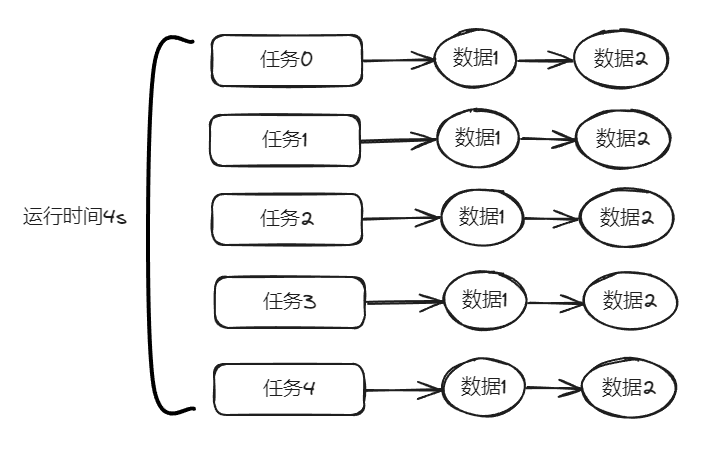 任务0 数据1 数据2
任务1 数据1 数据2
运行时间4s
任务2 数据1 数据2
任务3 数据1 数据2
任务4 数据1 数据2